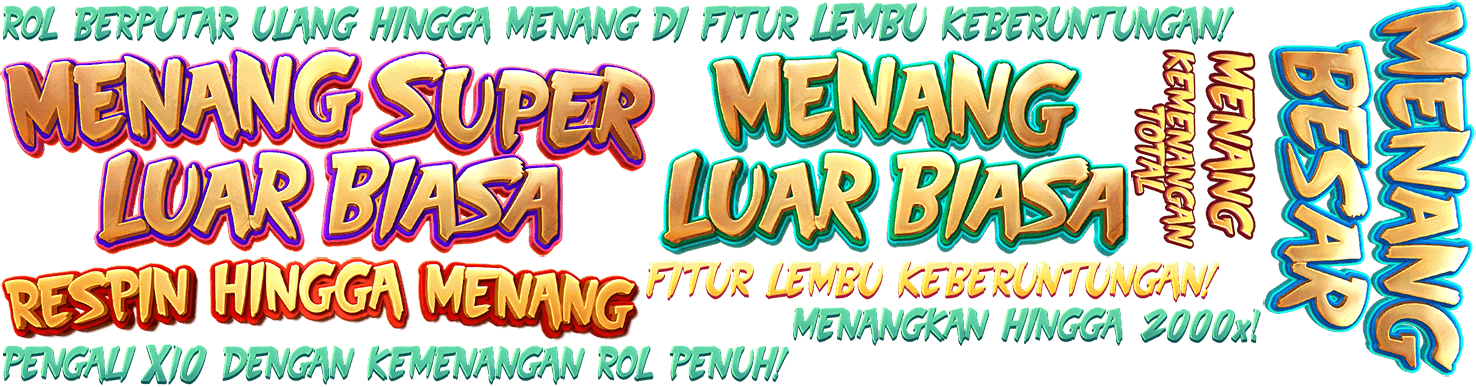 ROL BERPUTAR ULANG HINGGA MENANG DI FITUR LEMBU KEBERUNTUNGAN!
MENANG SUPER
LUAR BIASA
MENANG
LUAR BIASA
MENANG
KEMENANGAN
TOTAL
MENANG
BESAR
RESPIN HINGGA MENANG
FITUR LEMBU KEBERUNTUNGAN!
MENANGKAN HINGGA 2000x!
PENGALI X10 DENGAN KEMENANGAN ROL PENUH!